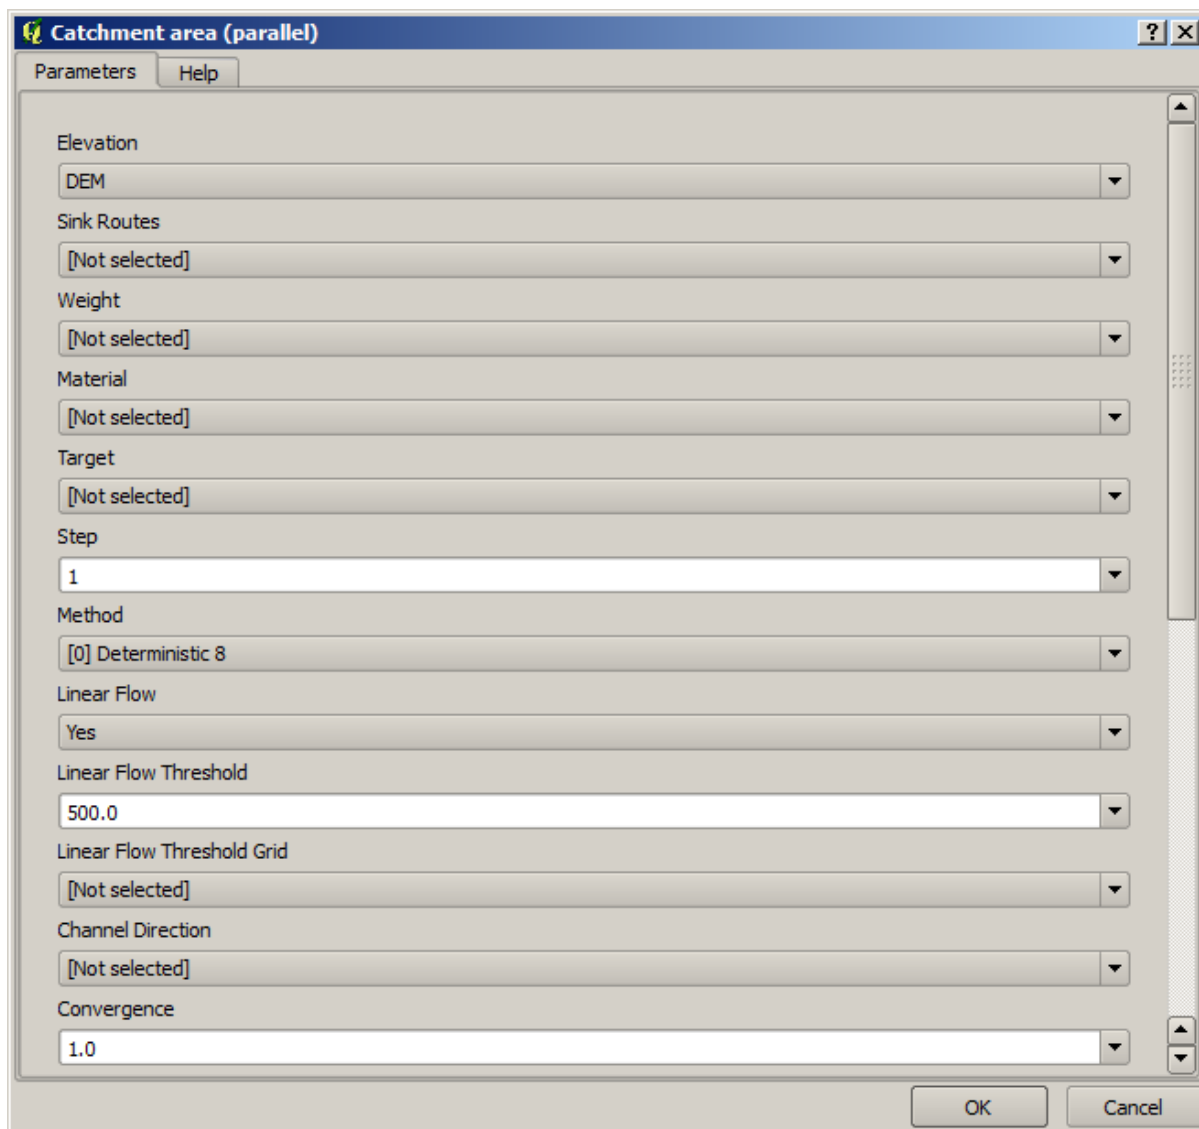 Catchment area (parallel)
?
Parameters Help
Elevation
DEM
Sink Routes
[Not selected]
Weight
[Not selected]
Material
[Not selected]
Target
[Not selected]
Step
1
Method
[0] Deterministic 8
Linear Flow
Yes
Linear Flow Threshold
500.0
Linear Flow Threshold Grid
[Not selected]
Channel Direction
[Not selected]
Convergence
1.0
OK Cancel